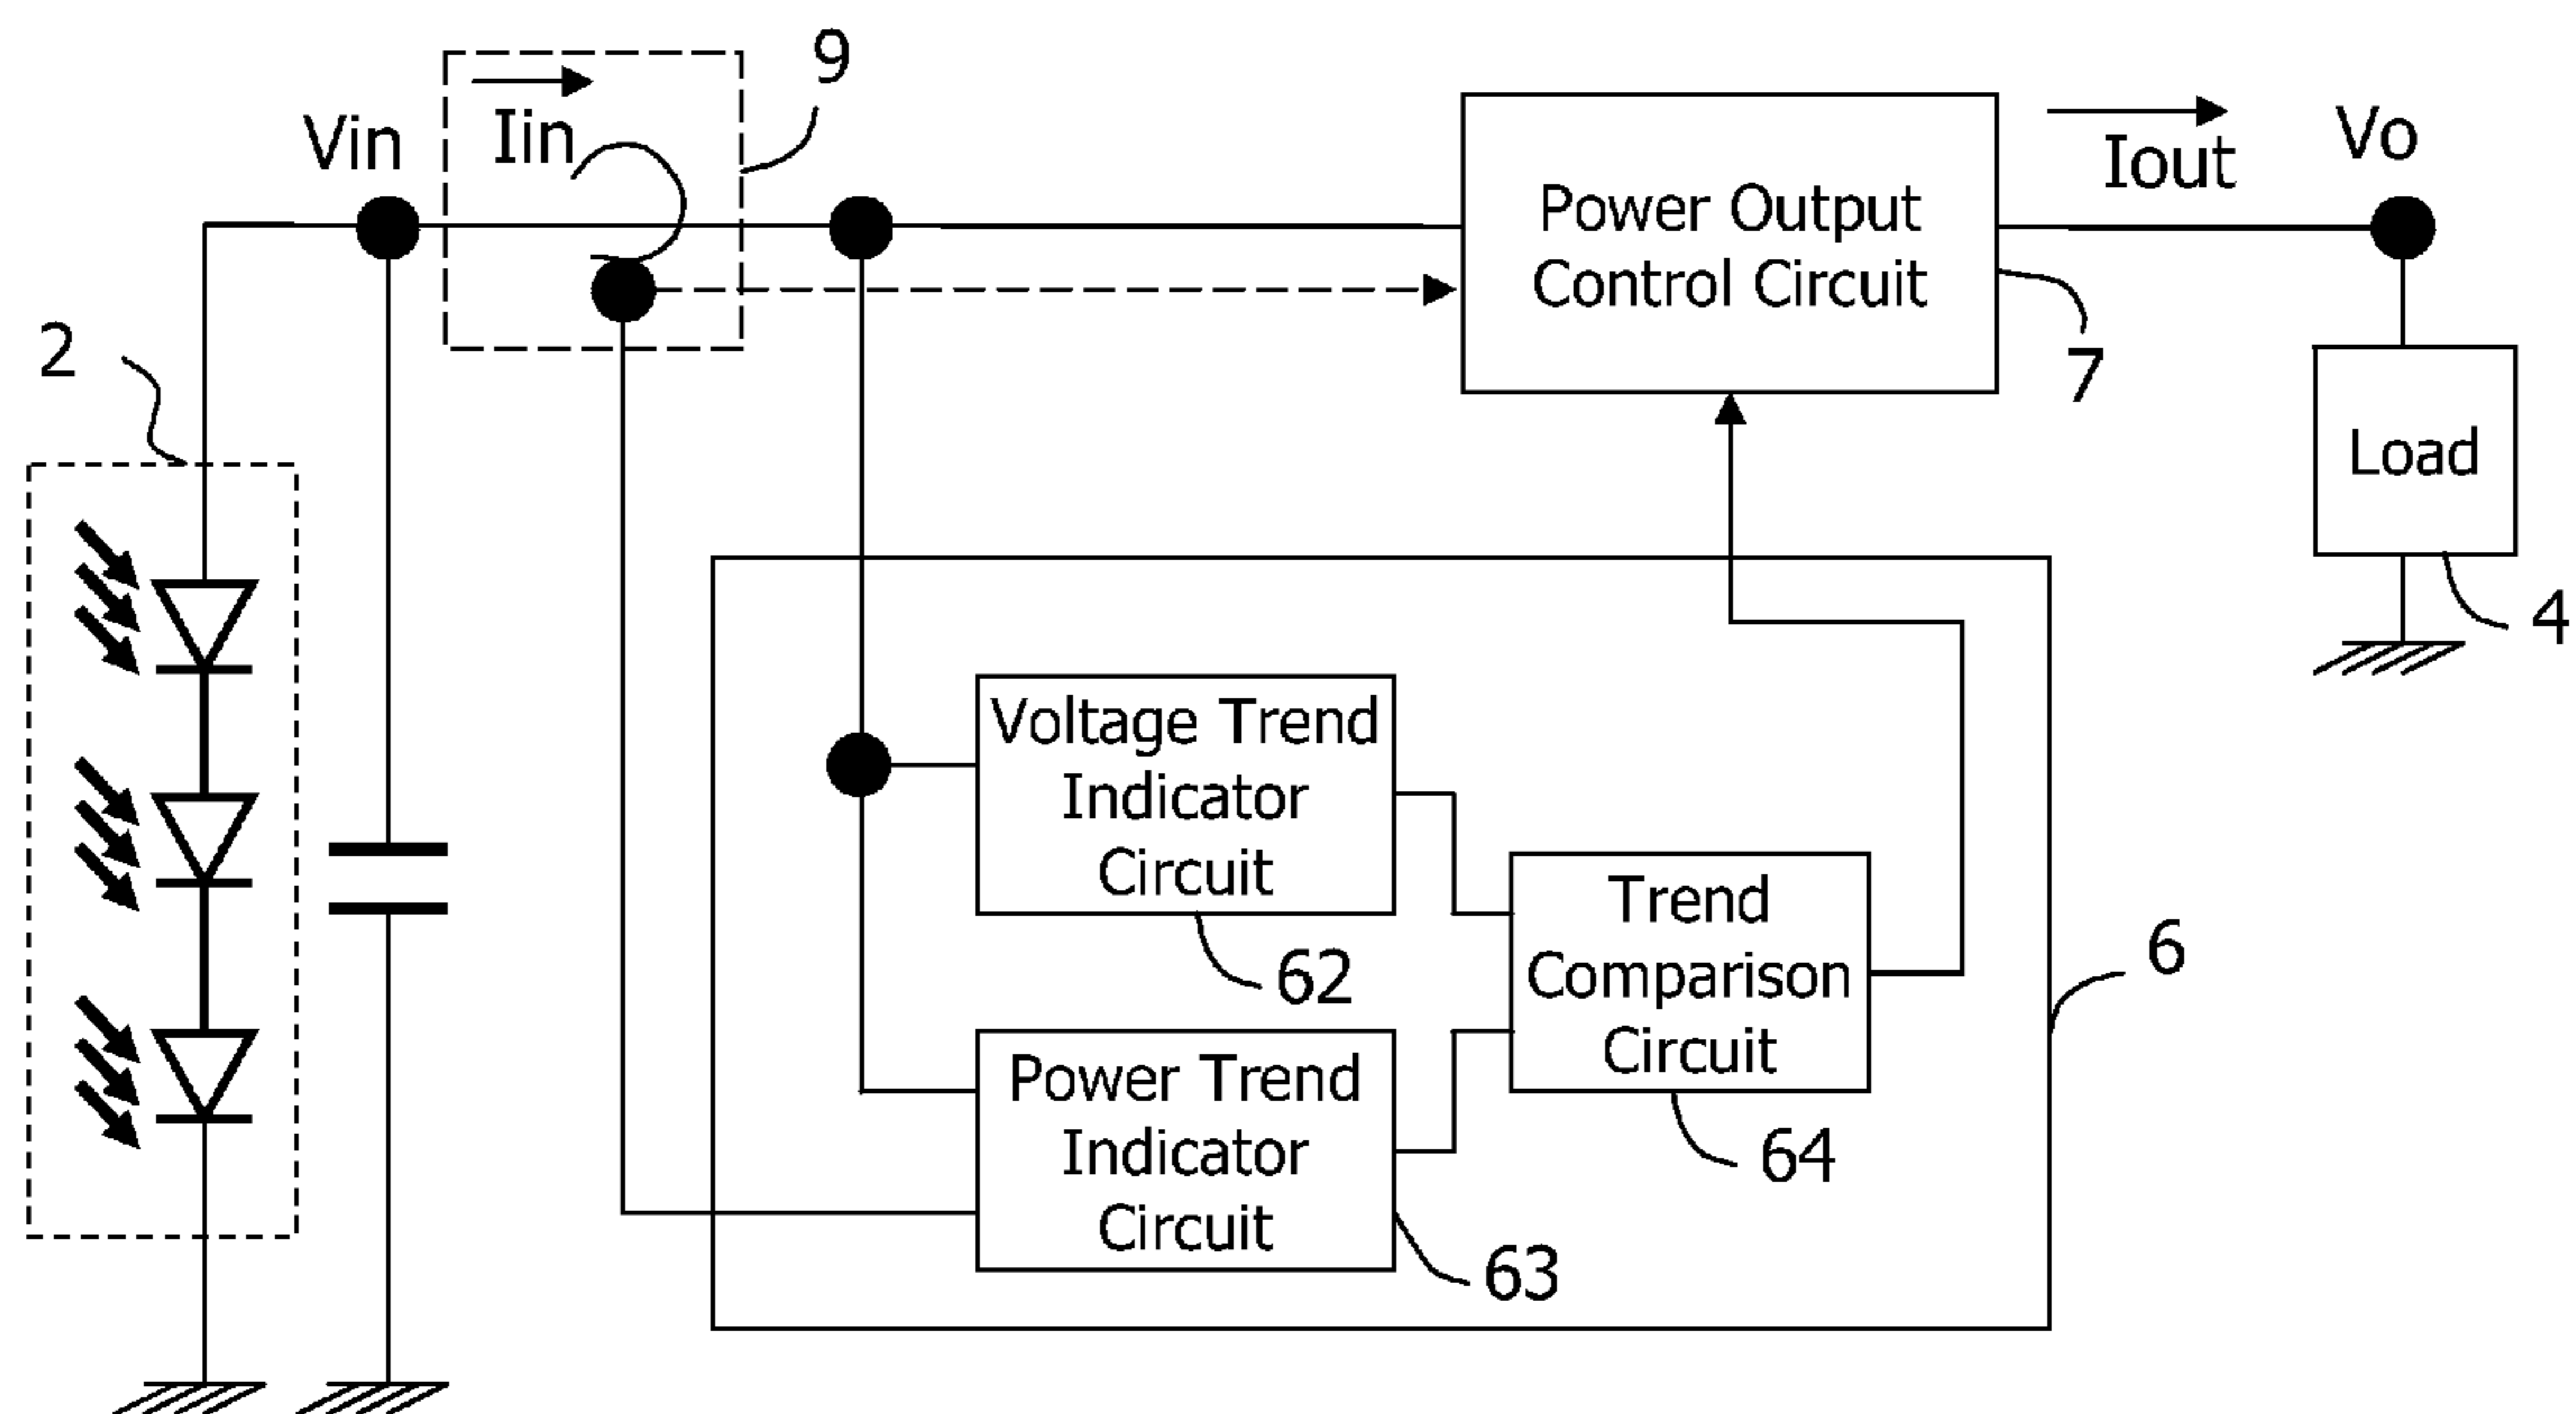 9
Iin
Vin
Power Output
Control Circuit
Iout
Vo
7
2
Load
4
Voltage Trend
Indicator
Circuit
62
Trend
Comparison
Circuit
64
6
Power Trend
Indicator
Circuit
63